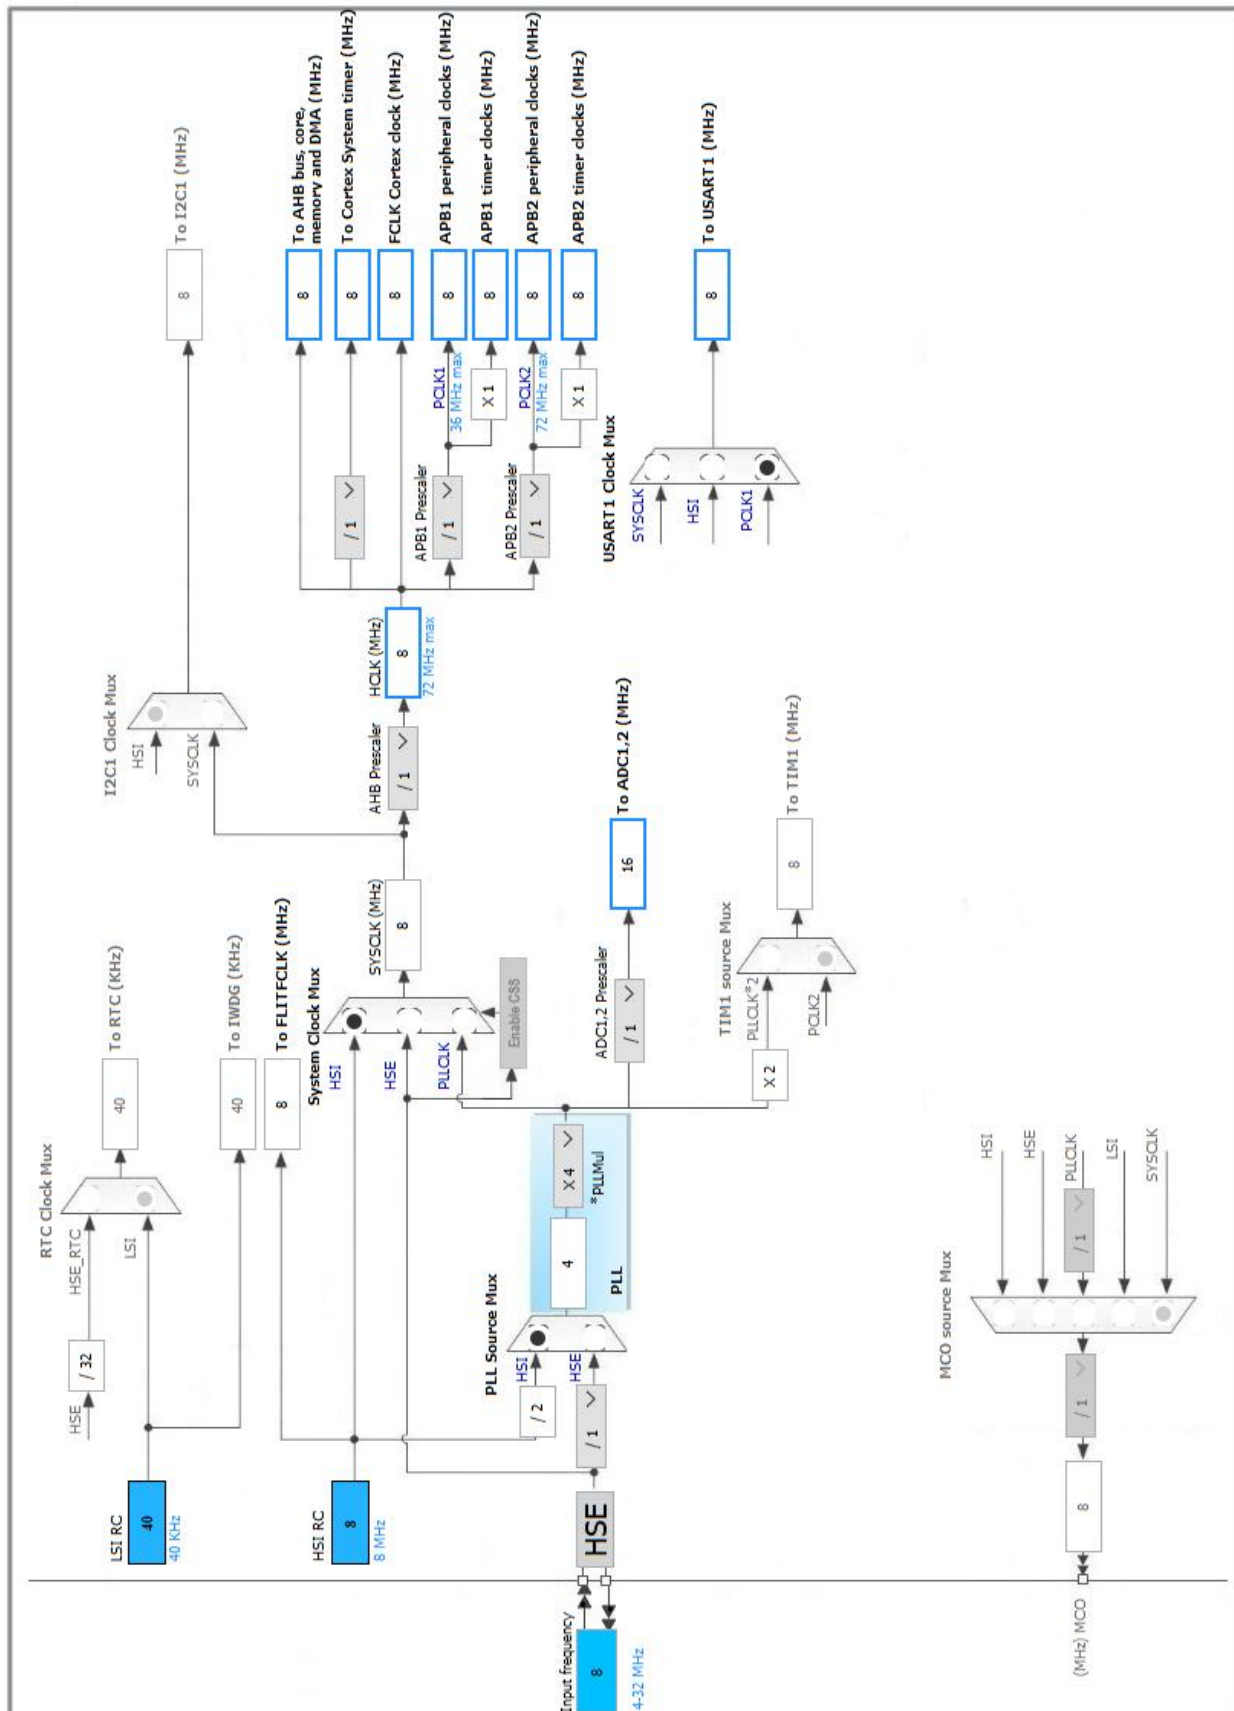 RTC Clock Mux
HSE
/ 32
HSE_RTC
LSI
40
To RTC (KHz)
LSI RC
40
40 KHz
40
To IWDG (KHz)
I2C1 Clock Mux
HSI
SYSCLK
8
To I2C1 (MHz)
HSI RC
8
8 MHz
8
To FLITFCLK (MHz)
System Clock Mux
HSI
HSE
PLLCLK
Enable CSS
SYSCLK (MHz)
8
AHB Prescaler
/ 1
HCLK (MHz)
8
72 MHz max
8
To AHB bus, core,
memory and DMA (MHz)
/ 1
8
To Cortex System timer (MHz)
8
FCLK Cortex clock (MHz)
APB1 Prescaler
/ 1
PCLK1
36 MHz max
8
APB1 peripheral clocks (MHz)
X 1
8
APB1 timer clocks (MHz)
APB2 Prescaler
/ 1
PCLK2
72 MHz max
8
APB2 peripheral clocks (MHz)
X 1
8
APB2 timer clocks (MHz)
PLL Source Mux
/ 2
HSI
HSE
/ 1
4
X 4
*PLLMul
PLL
Input frequency
8
4-32 MHz
HSE
ADC1,2 Prescaler
/ 1
16
To ADC1,2 (MHz)
USART1 Clock Mux
SYSCLK
HSI
PCLK1
8
To USART1 (MHz)
TIM1 source Mux
X 2
PLLCLK*2
PCLK2
8
To TIM1 (MHz)
MCO source Mux
(MHz) MCO
8
/ 1
HSI
HSE
/ 1
PLLCLK
LSI
SYSCLK